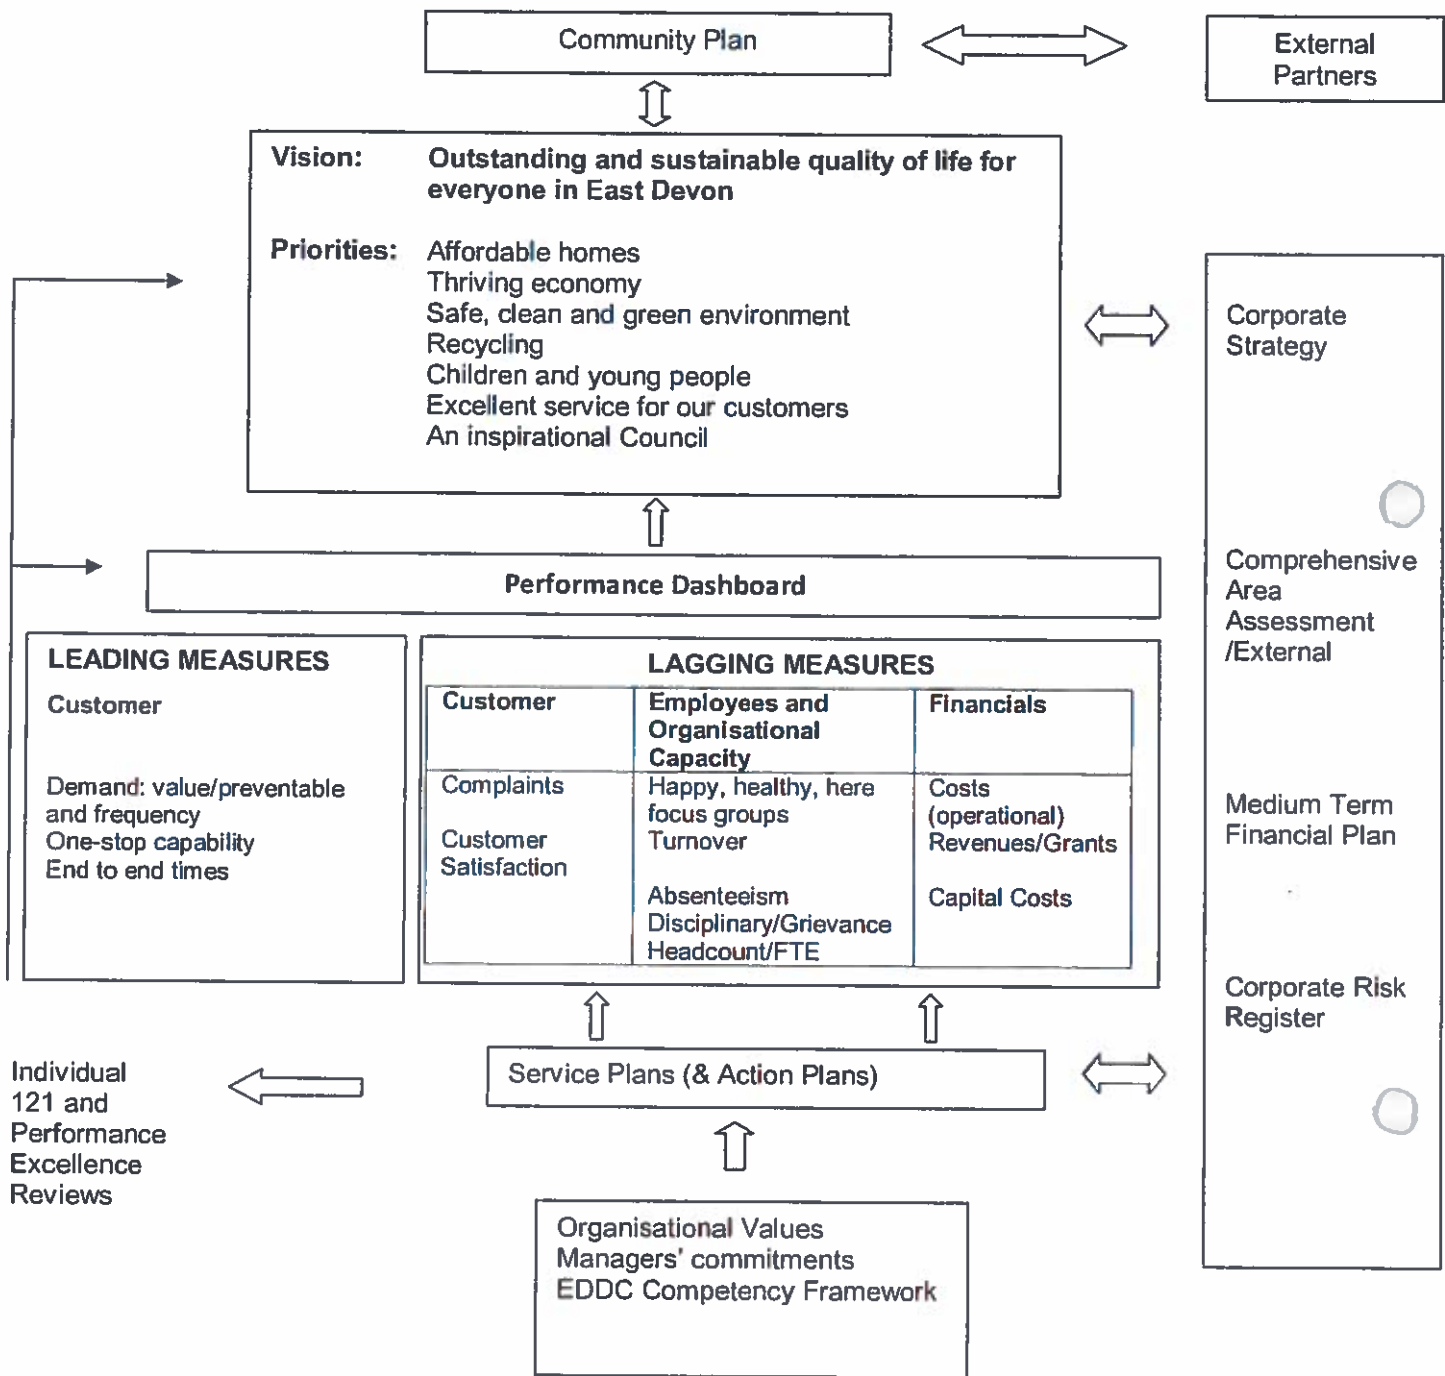 Community Plan
External
Partners
Vision: Outstanding and sustainable quality of life for
everyone in East Devon
Priorities: Affordable homes
Thriving economy
Safe, clean and green environment
Recycling
Children and young people
Excellent service for our customers
An inspirational Council
Corporate
Strategy
Comprehensive
Area
Assessment
/External
Medium Term
Financial Plan
Corporate Risk
Register
Performance Dashboard
LEADING MEASURES
Customer
Demand: value/preventable
and frequency
One-stop capability
End to end times
LAGGING MEASURES
Customer
Complaints
Customer
Satisfaction
Employees and
Organisational
Capacity
Happy, healthy, here
focus groups
Turnover
Absenteeism
Disciplinary/Grievance
Headcount/FTE
Financials
Costs
(operational)
Revenues/Grants
Capital Costs
Individual
121 and
Performance
Excellence
Reviews
Service Plans (& Action Plans)
Organisational Values
Managers' commitments
EDDC Competency Framework